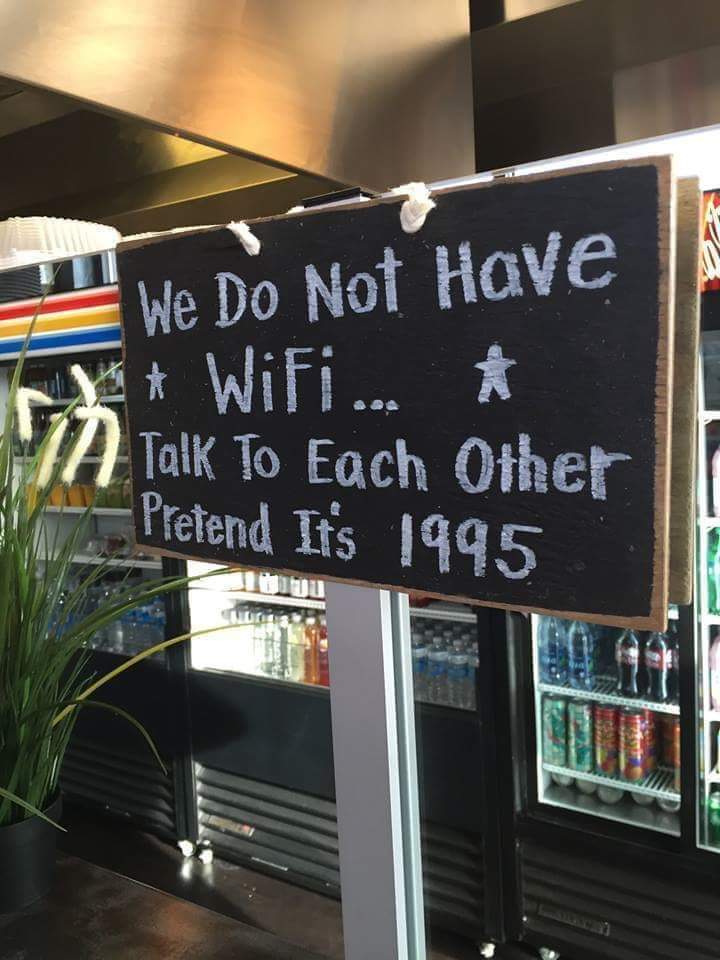 We Do Not Have
* WiFi... ★
Talk To Each Other
Pretend It's 1995